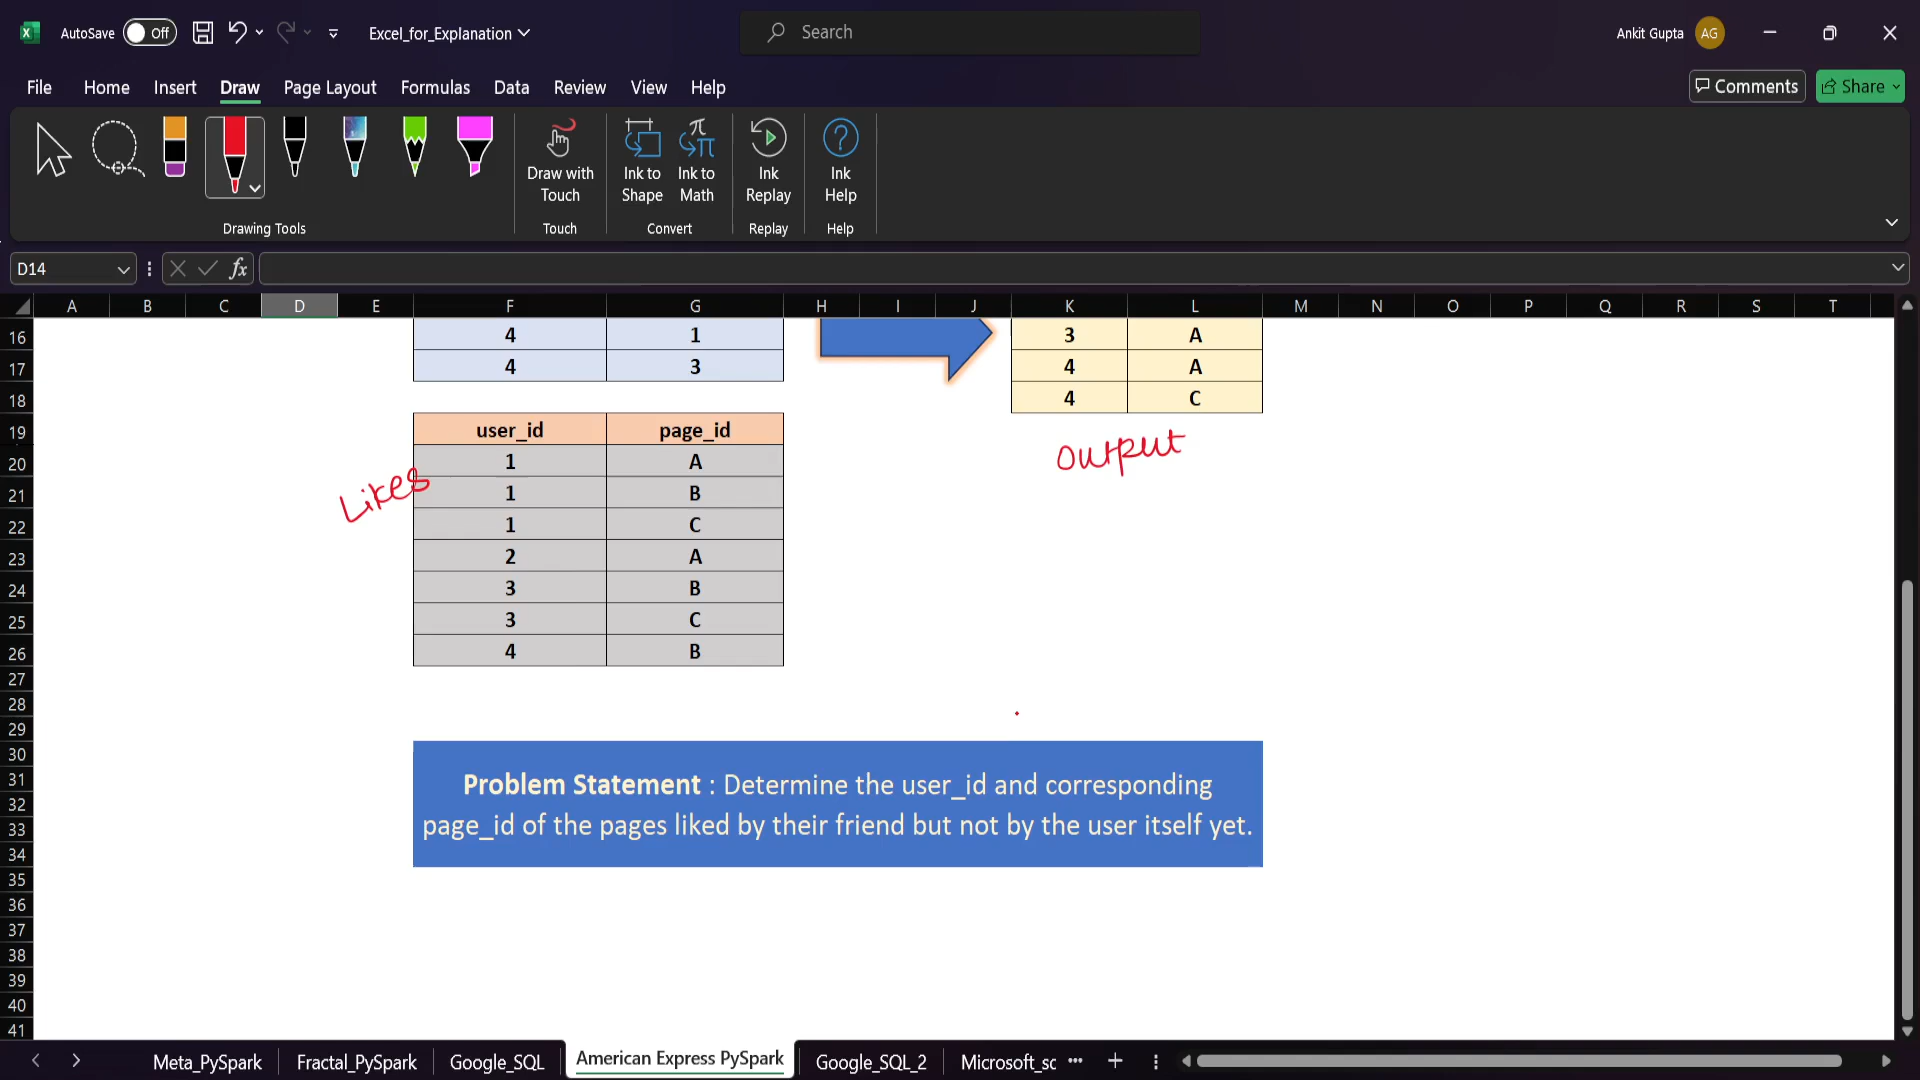 AutoSave Off Excel_for_Explanation Search Ankit Gupta AG
File Home Insert Draw Page Layout Formulas Data Review View Help Comments Share
Draw with Touch Ink to Shape Ink to Math Ink Replay Ink Help
Drawing Tools Touch Convert Replay Help
D14 fx
A B C D E F G H I J K L M N O P Q R S T
16 4 1 3 A
17 4 3 4 A
18 4 C
19 user_id page_id
output
20 1 A
Likes
21 1 B
22 1 C
23 2 A
24 3 B
25 3 C
26 4 B
27
28
29
30
31
32
33
34
35
36
37
38
39
40
41
Problem Statement : Determine the user_id and corresponding
page_id of the pages liked by their friend but not by the user itself yet.
Meta_PySpark Fractal_PySpark Google_SQL American Express PySpark Google_SQL_2 Microsoft_sc ...